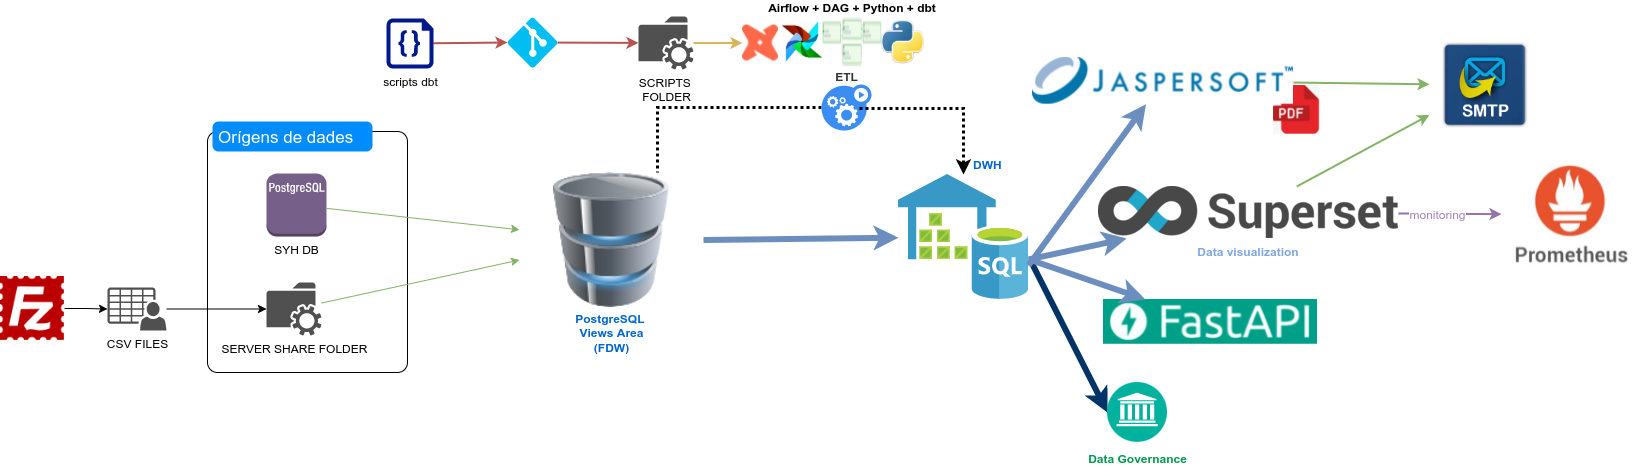 Airflow + DAG + Python + dbt
scripts dbt
SCRIPTS
FOLDER
ETL
JASPERSOFT™
PDF
SMTP
Orígens de dades
PostgreSQL
SYH DB
DWH
SQL
Superset
monitoring
Data visualization
Prometheus
Fz
CSV FILES
SERVER SHARE FOLDER
PostgreSQL
Views Area
(FDW)
FastAPI
Data Governance